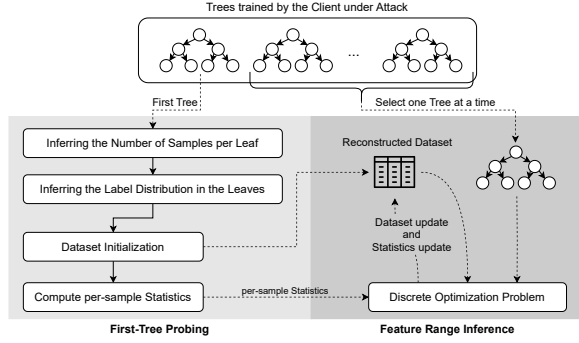 Trees trained by the Client under Attack
...
First Tree
Select one Tree at a time
Inferring the Number of Samples per Leaf
Reconstructed Dataset
Inferring the Label Distribution in the Leaves
Dataset update
and
Statistics update
Dataset Initialization
Compute per-sample Statistics
per-sample Statistics
Discrete Optimization Problem
First-Tree Probing
Feature Range Inference